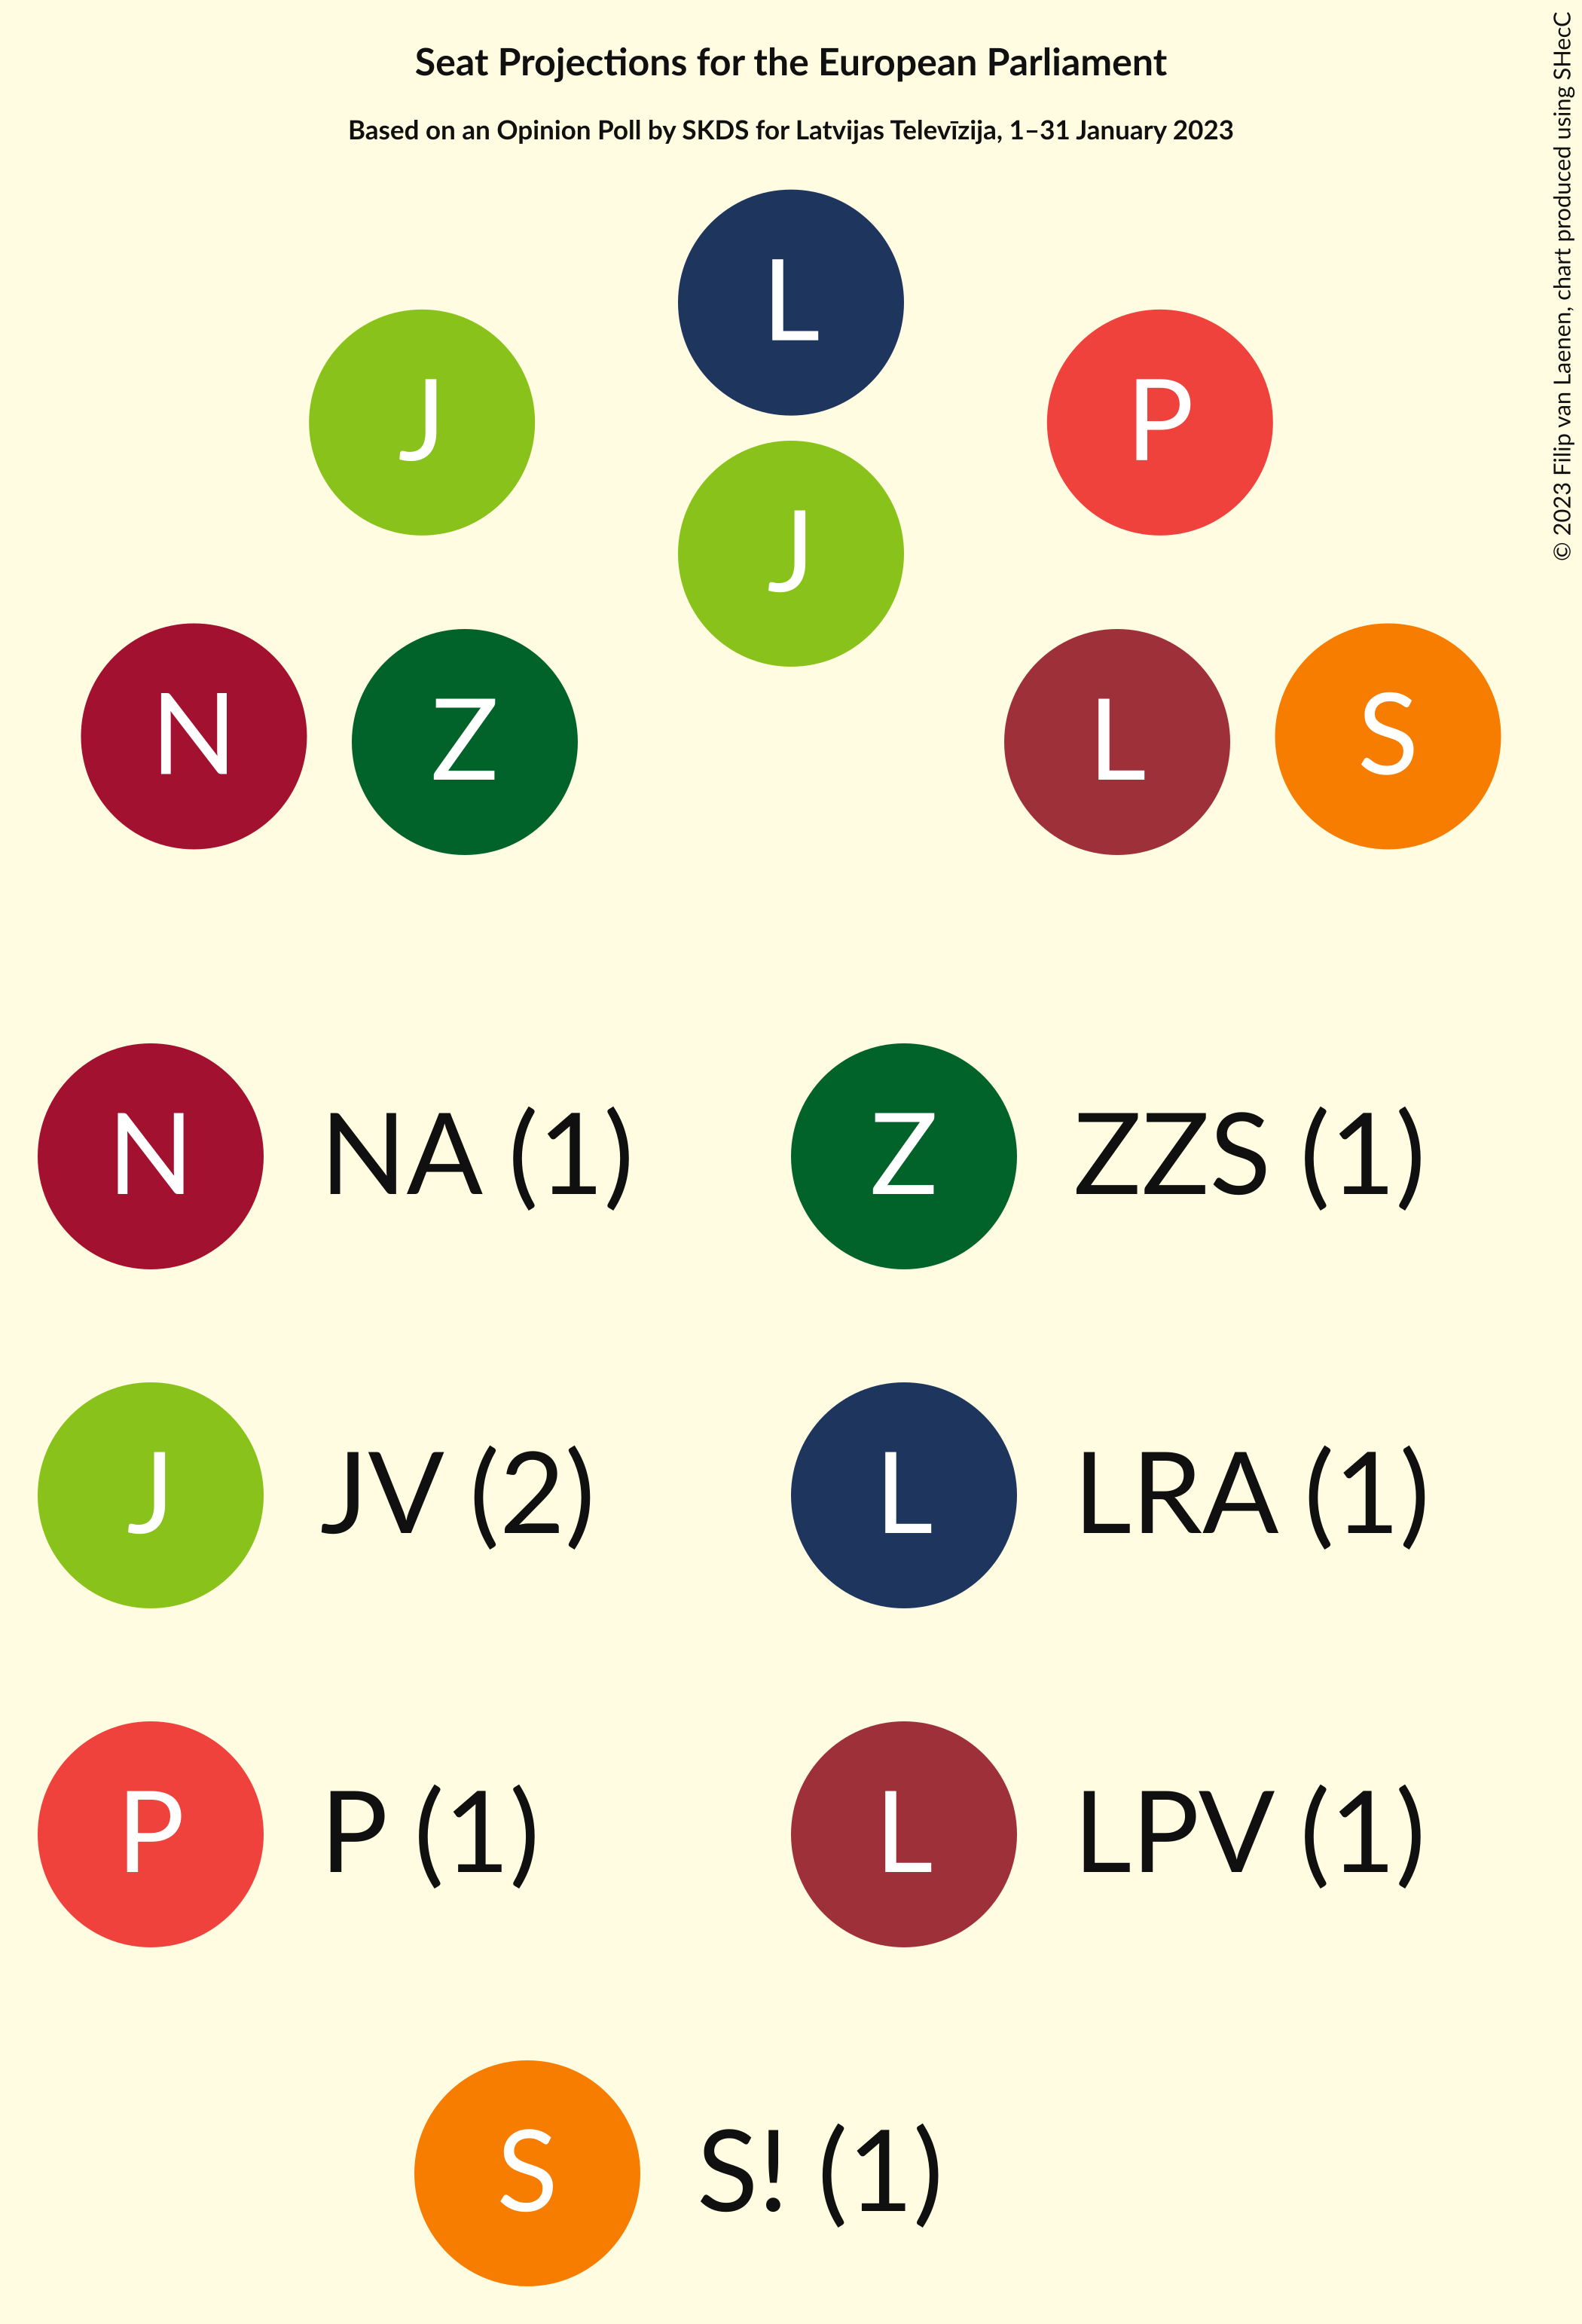 Seat Projections for the European Parliament
Based on an Opinion Poll by SKDS for Latvijas Televīzija, 1–31 January 2023
© 2023 Filip van Laenen, chart produced using SHecC
L
J
P
J
N
Z
L
S
N NA (1)
Z ZZS (1)
J JV (2)
L LRA (1)
P P (1)
L LPV (1)
S S! (1)